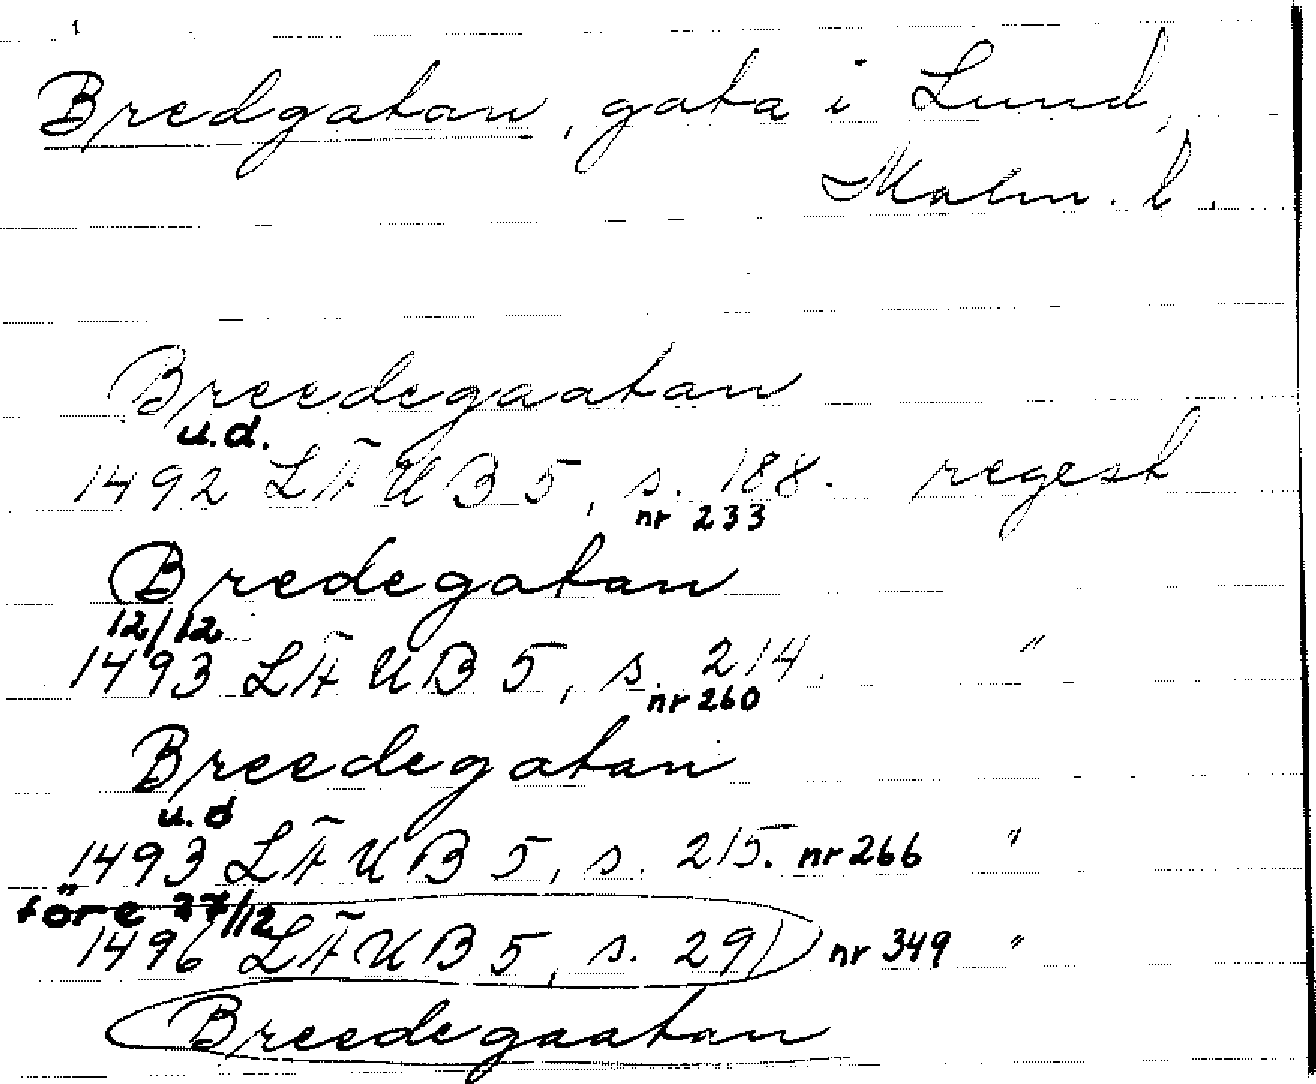 1
Bredgatan, gata i Lund,
Malm. l.
Breedegaatan
u.d.
1492 LÄUB 5, s. 188. regest
nr 233
Bredegatan
12/12
1493 LÄUB 5, s. 214. "
nr 260
Breedegatan
u.d
1493 LÄUB 5, s. 215. nr 266 "
före 27/12
1496 LÄUB 5, s. 291 nr 349 "
Breedegaatan